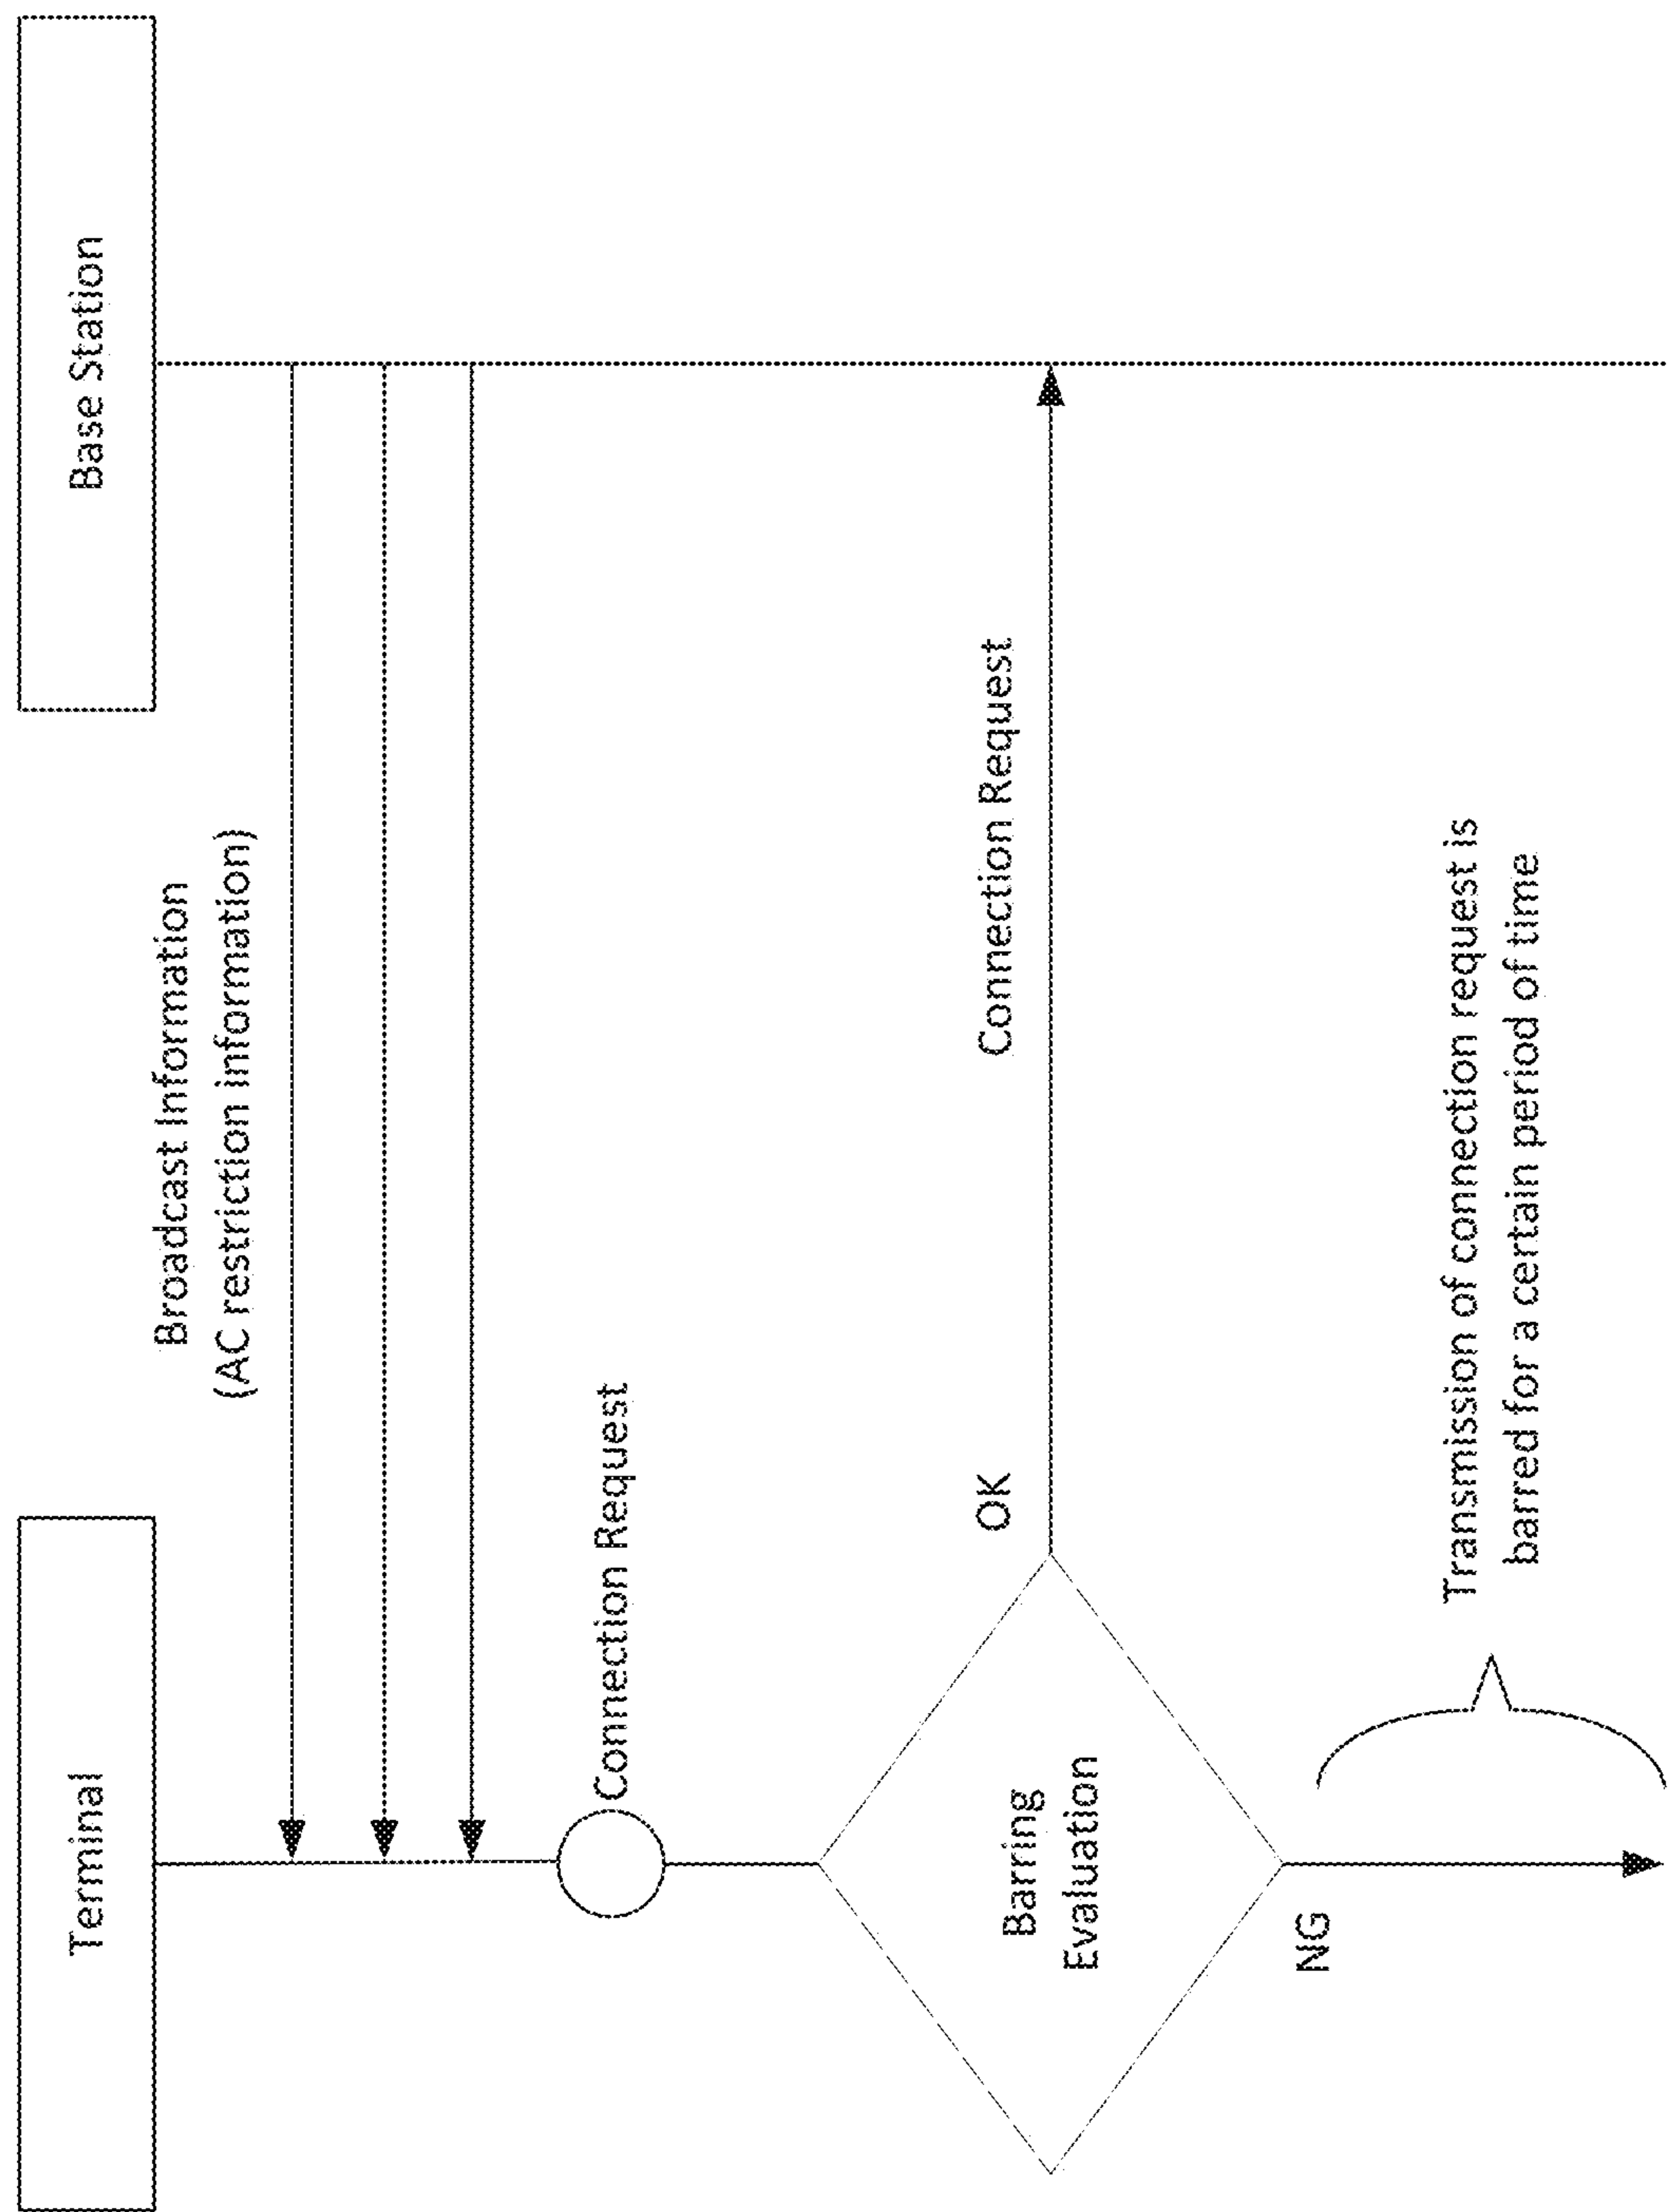 Terminal
Base Station
Broadcast Information
(AC restriction information)
Connection Request
Barring
Evaluation
OK
Connection Request
NG
Transmission of connection request is
barred for a certain period of time